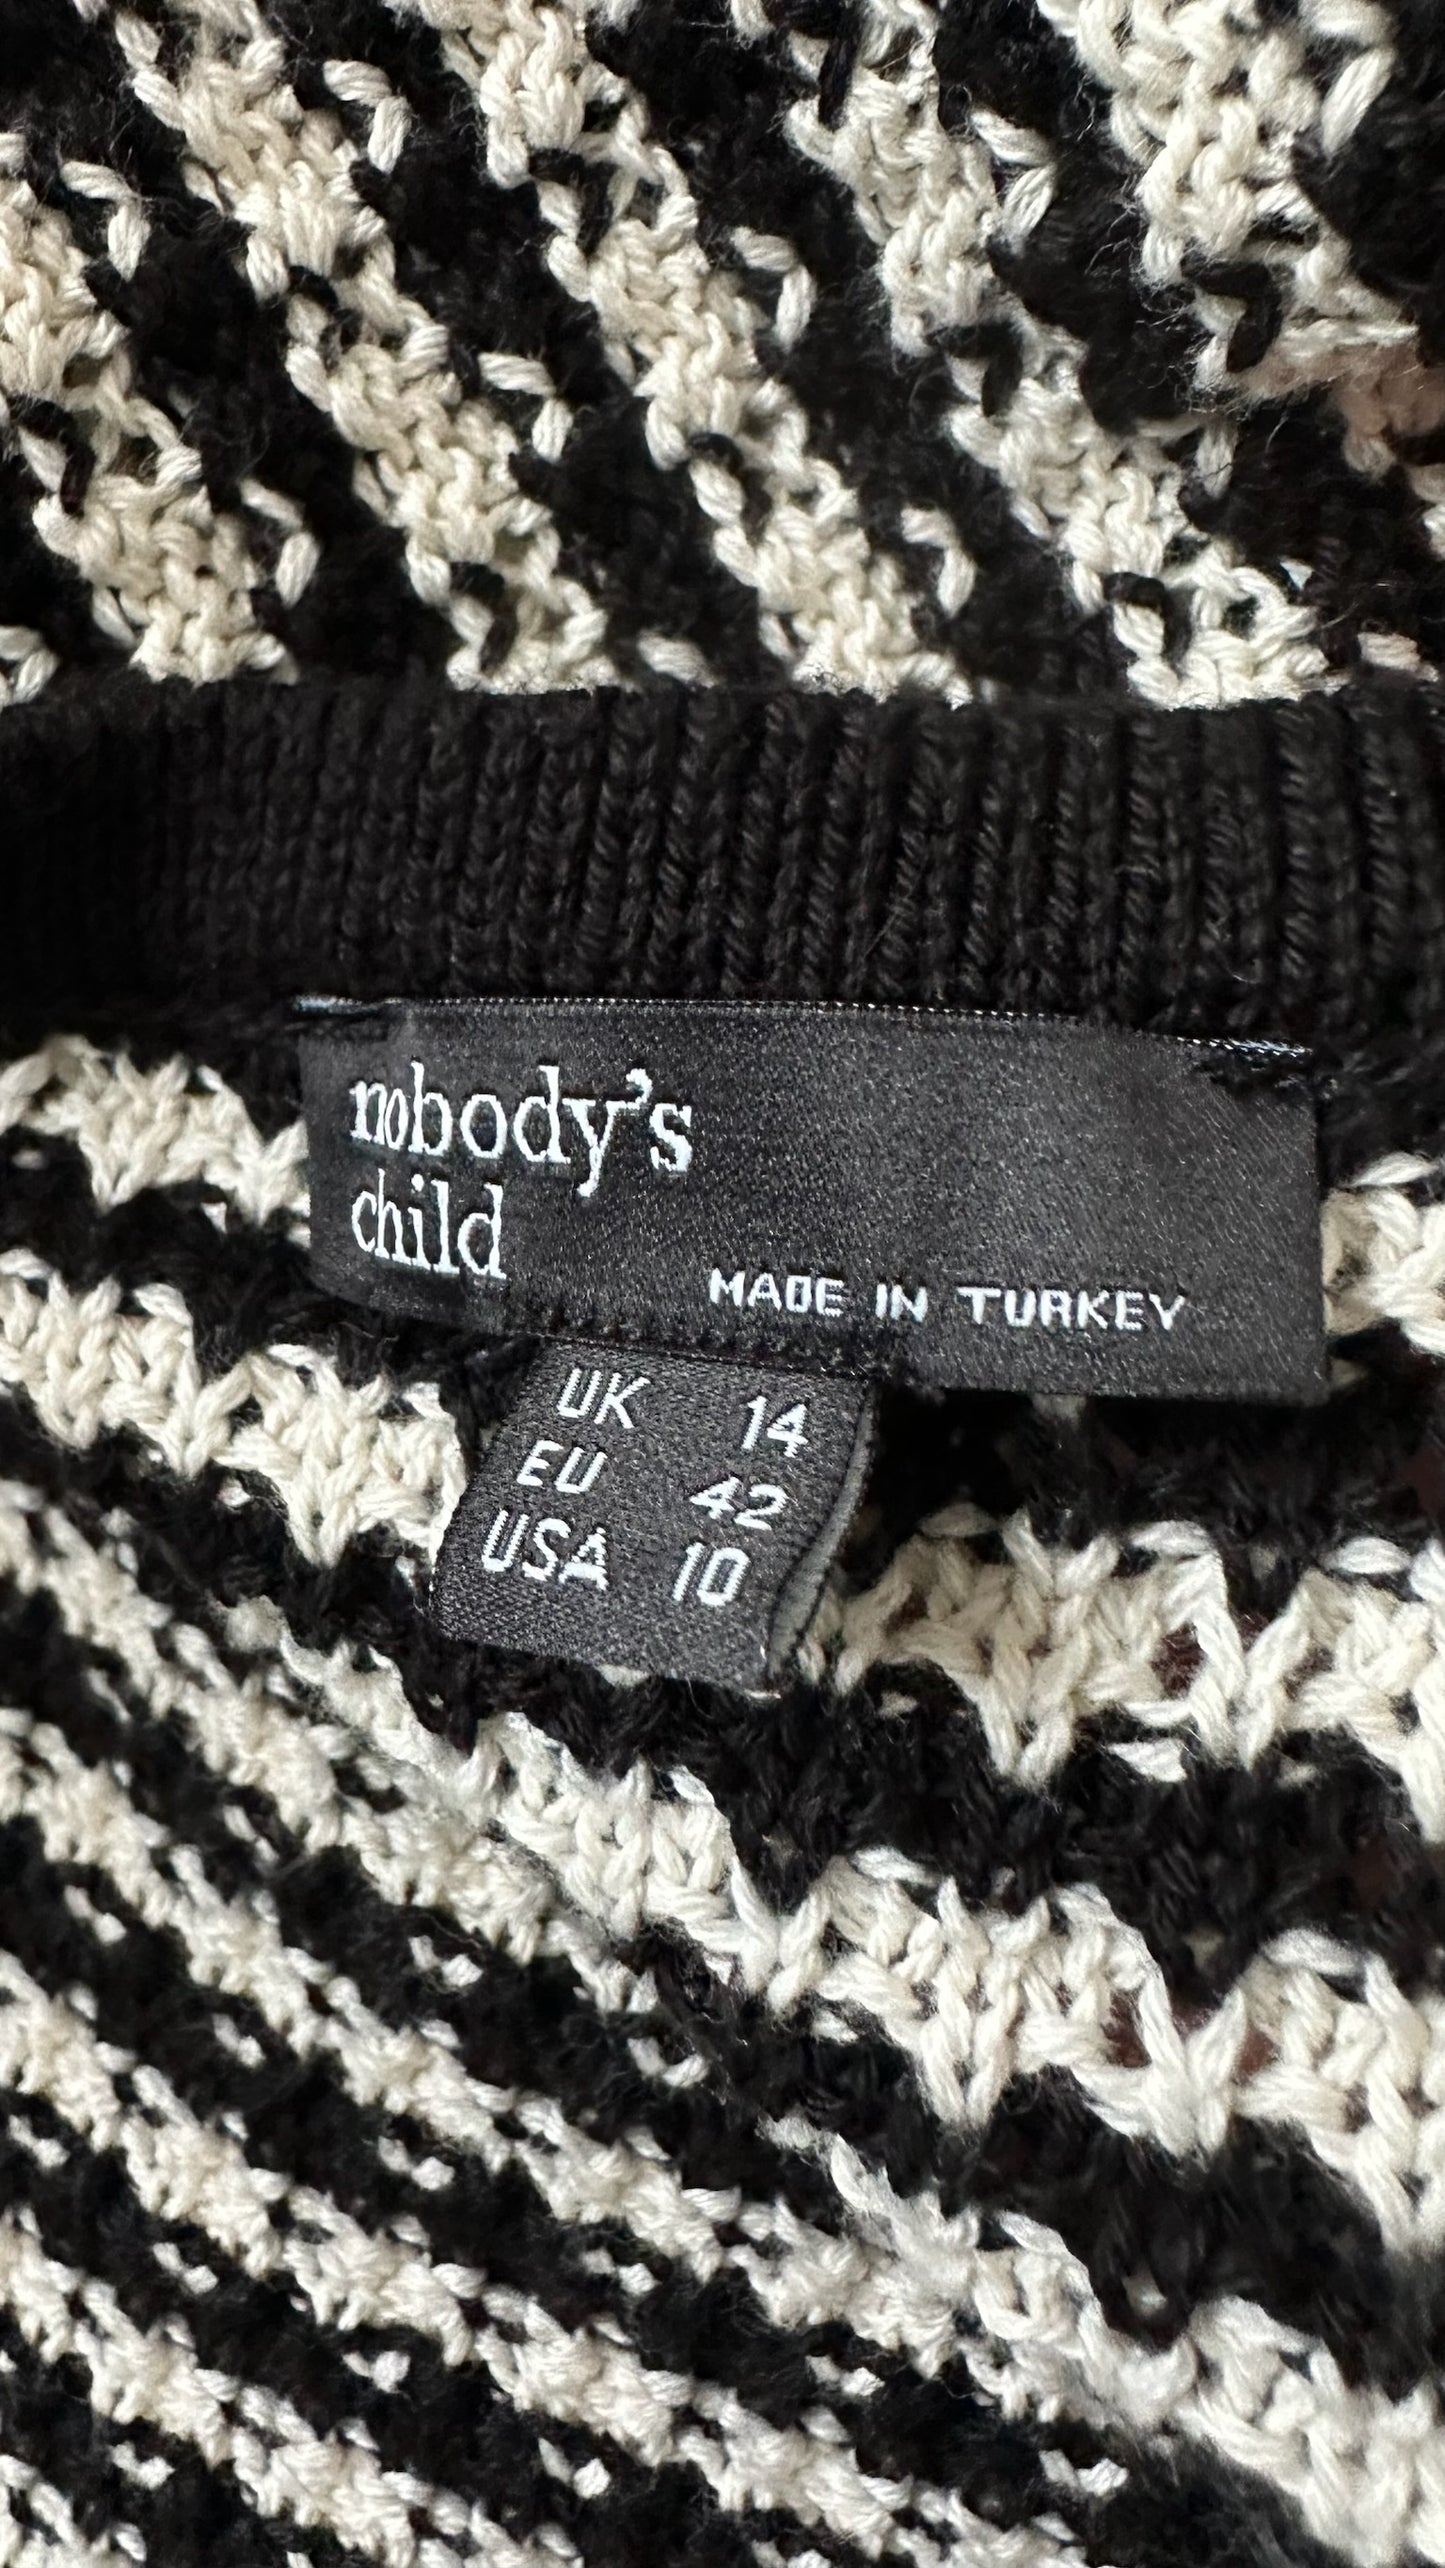 nobody's
child
MADE IN TURKEY
UK 14
EU 42
USA 10